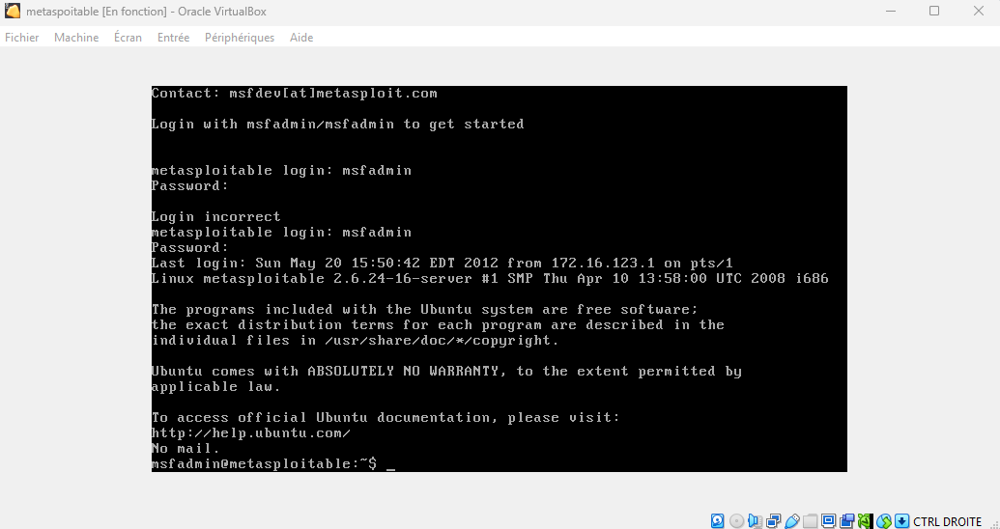 metaspoitable [En fonction] - Oracle VirtualBox
Fichier Machine Écran Entrée Périphériques Aide
Contact: msfdev[at]metasploit.com
Login with msfadmin/msfadmin to get started
metasploitable login: msfadmin
Password:
Login incorrect
metasploitable login: msfadmin
Password:
Last login: Sun May 20 15:50:42 EDT 2012 from 172.16.123.1 on pts/1
Linux metasploitable 2.6.24-16-server #1 SMP Thu Apr 10 13:58:00 UTC 2008 i686
The programs included with the Ubuntu system are free software;
the exact distribution terms for each program are described in the
individual files in /usr/share/doc/*/copyright.
Ubuntu comes with ABSOLUTELY NO WARRANTY, to the extent permitted by
applicable law.
To access official Ubuntu documentation, please visit:
http://help.ubuntu.com/
No mail.
msfadmin@metasploitable:~$ _
CTRL DROITE